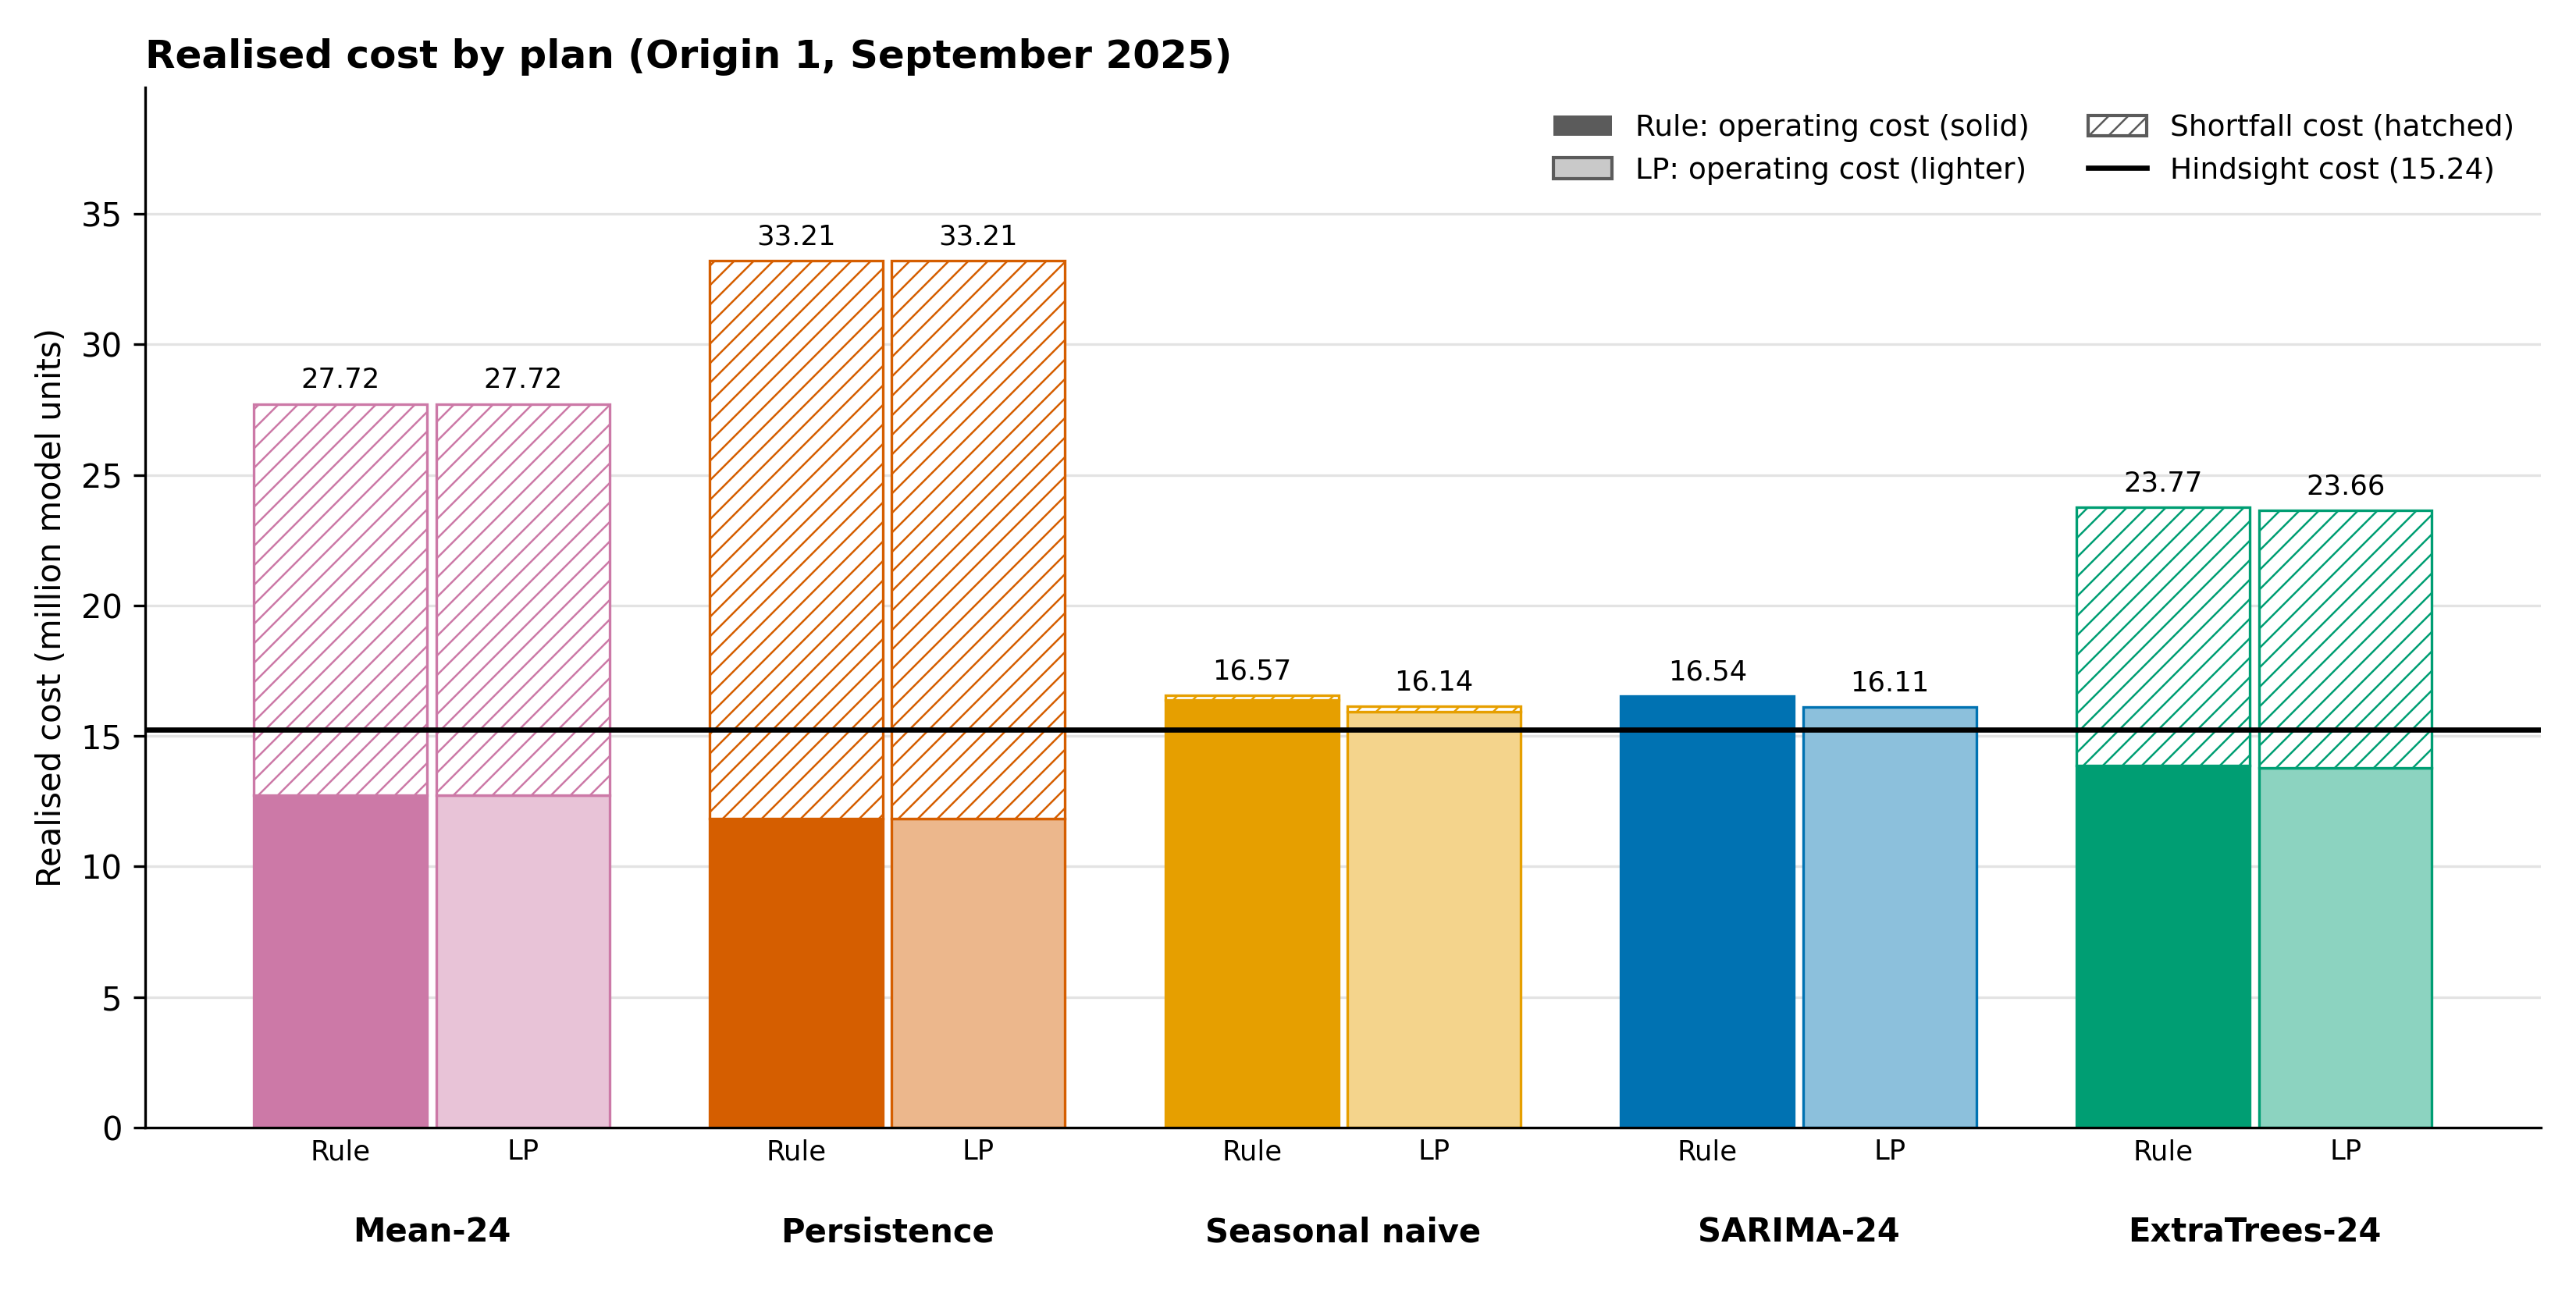 Realised cost by plan (Origin 1, September 2025)
Rule: operating cost (solid)
LP: operating cost (lighter)
Shortfall cost (hatched)
Hindsight cost (15.24)
Realised cost (million model units)
35
30
25
20
15
10
5
0
27.72 27.72 33.21 33.21 16.57 16.14 16.54 16.11 23.77 23.66
Rule LP Rule LP Rule LP Rule LP Rule LP
Mean-24 Persistence Seasonal naive SARIMA-24 ExtraTrees-24